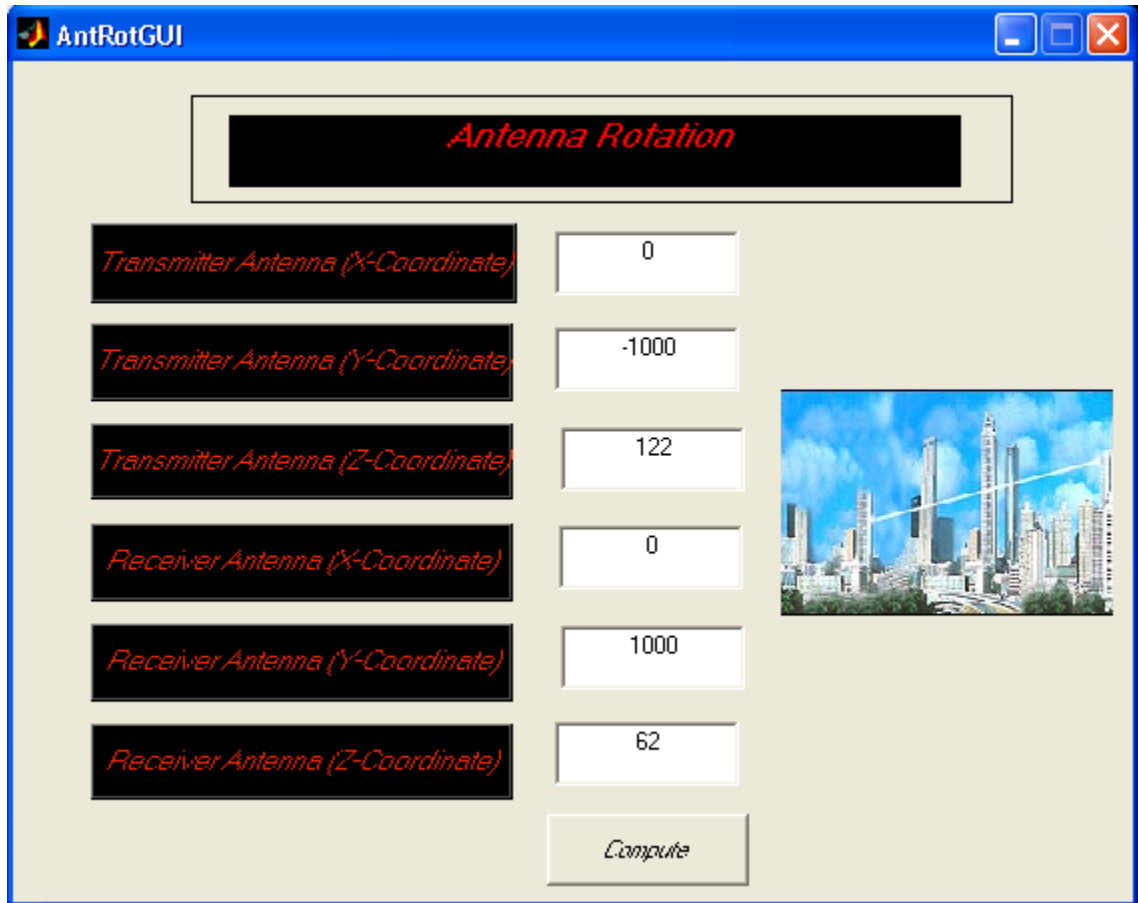 AntRotGUI
Antenna Rotation
Transmitter Antenna (X-Coordinate)
0
Transmitter Antenna (Y-Coordinate)
-1000
Transmitter Antenna (Z-Coordinate)
122
Receiver Antenna (X-Coordinate)
0
Receiver Antenna (Y-Coordinate)
1000
Receiver Antenna (Z-Coordinate)
62
Compute